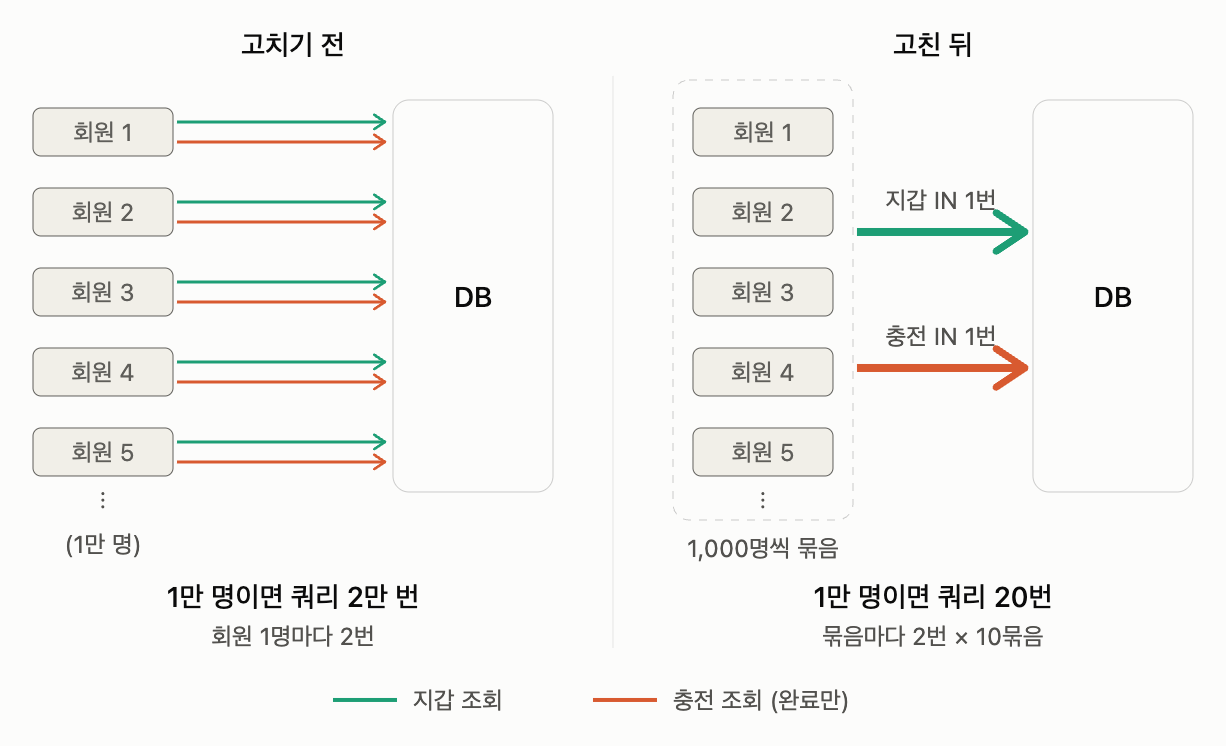 고치기 전
회원 1
회원 2
회원 3
회원 4
회원 5
⋮
(1만 명)
DB
1만 명이면 쿼리 2만 번
회원 1명마다 2번
고친 뒤
회원 1
회원 2
회원 3
회원 4
회원 5
⋮
1,000명씩 묶음
지갑 IN 1번
충전 IN 1번
DB
1만 명이면 쿼리 20번
묶음마다 2번 × 10묶음
지갑 조회
충전 조회 (완료만)